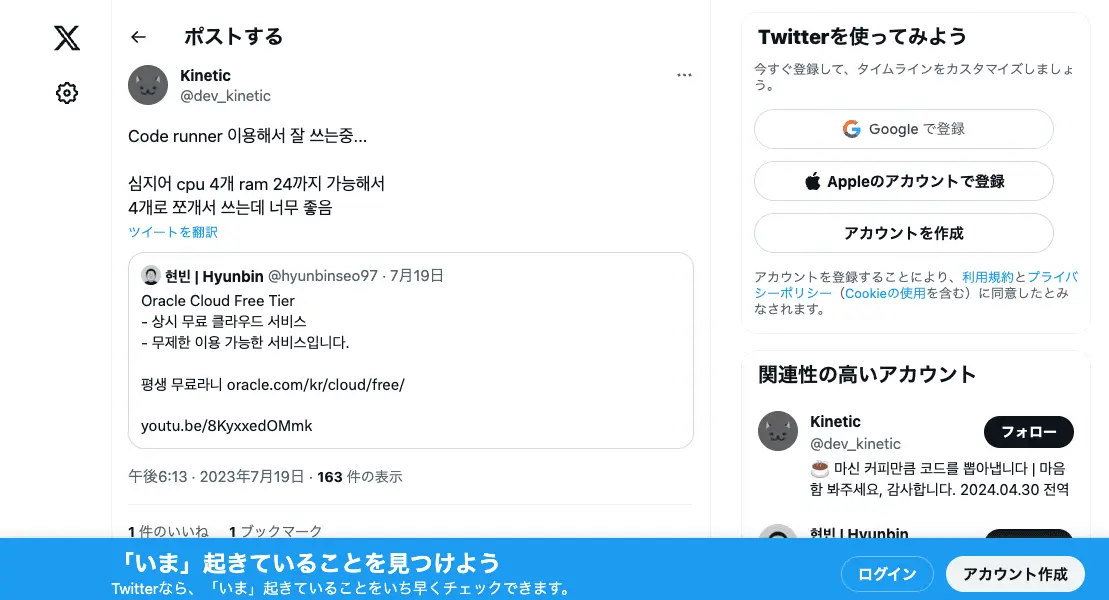 ポストする
Kinetic
@dev_kinetic
Code runner 이용해서 잘 쓰는중...
심지어 cpu 4개 ram 24까지 가능해서
4개로 쪼개서 쓰는데 너무 좋음
ツイートを翻訳
현빈 | Hyunbin @hyunbinseo97 · 7月19日
Oracle Cloud Free Tier
- 상시 무료 클라우드 서비스
- 무제한 이용 가능한 서비스입니다.
평생 무료라니 oracle.com/kr/cloud/free/
youtu.be/8KyxxedOMmk
午後6:13 · 2023年7月19日 · 163 件の表示
1 件のいいね 1 ブックマーク
Twitterを使ってみよう
今すぐ登録して、タイムラインをカスタマイズしましょ
う。
Google で登録
Appleのアカウントで登録
アカウントを作成
アカウントを登録することにより、利用規約とプライバ
シーポリシー（Cookieの使用を含む）に同意したとみ
なされます。
関連性の高いアカウント
Kinetic
@dev_kinetic
フォロー
☕ 마신 커피만큼 코드를 뽑아냅니다 | 마음
함 봐주세요, 감사합니다. 2024.04.30 전역
현빈 | Hyunbin
「いま」起きていることを見つけよう
Twitterなら、「いま」起きていることをいち早くチェックできます。
ログイン
アカウント作成